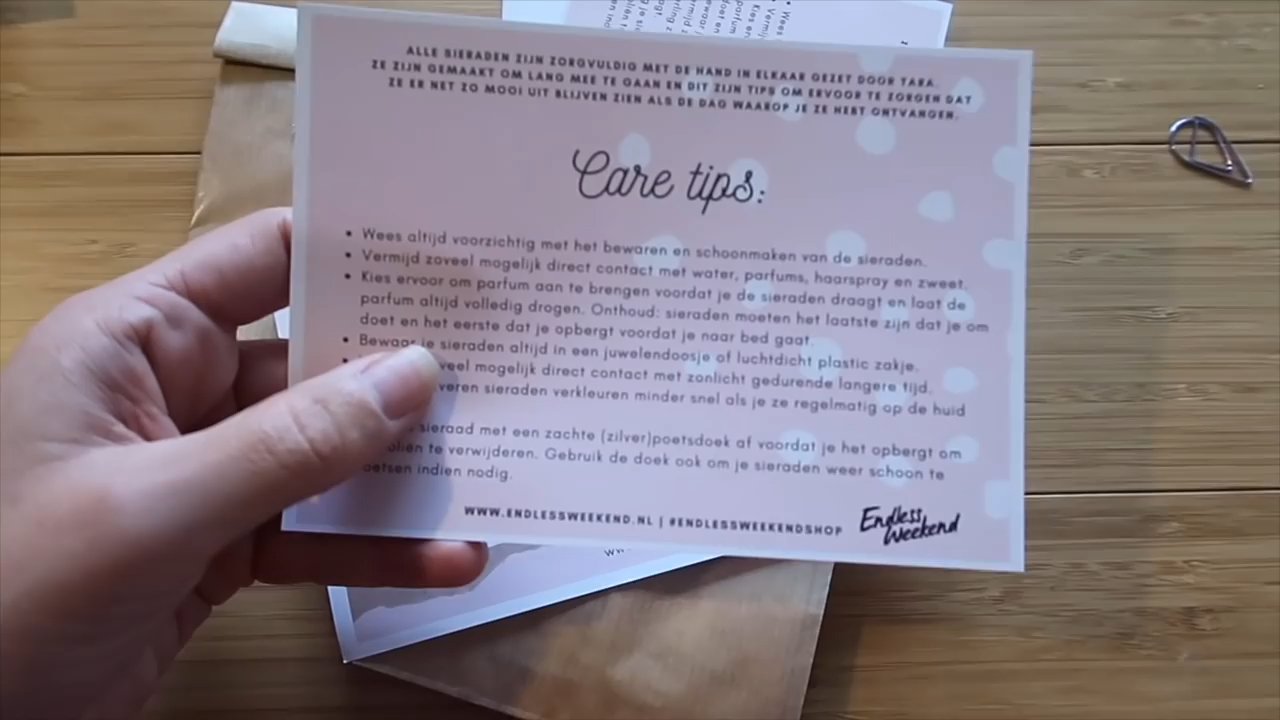 ALLE SIERADEN ZIJN ZORGVULDIG MET DE HAND IN ELKAAR GEZET DOOR TARA.
ZE ZIJN GEMAAKT OM LANG MEE TE GAAN EN DIT ZIJN TIPS OM ERVOOR TE ZORGEN DAT
ZE ER NET ZO MOOI UIT BLIJVEN ZIEN ALS DE DAG WAAROP JE ZE HEBT ONTVANGEN.
Care tips:
• Wees altijd voorzichtig met het bewaren en schoonmaken van de sieraden.
• Vermijd zoveel mogelijk direct contact met water, parfums, haarspray en zweet.
• Kies ervoor om parfum aan te brengen voordat je de sieraden draagt en laat de
parfum altijd volledig drogen. Onthoud: sieraden moeten het laatste zijn dat je om
doet en het eerste dat je opbergt voordat je naar bed gaat.
• Bewaar je sieraden altijd in een juwelendoosje of luchtdicht plastic zakje.
mogelijk direct contact met zonlicht gedurende langere tijd.
sieraden verkleuren minder snel als je ze regelmatig op de huid
sieraad met een zachte (zilver)poetsdoek af voordat je het opbergt om
te verwijderen. Gebruik de doek ook om je sieraden weer schoon te
indien nodig.
WWW.ENDLESSWEEKEND.NL | #ENDLESSWEEKENDSHOP
Endless
Weekend